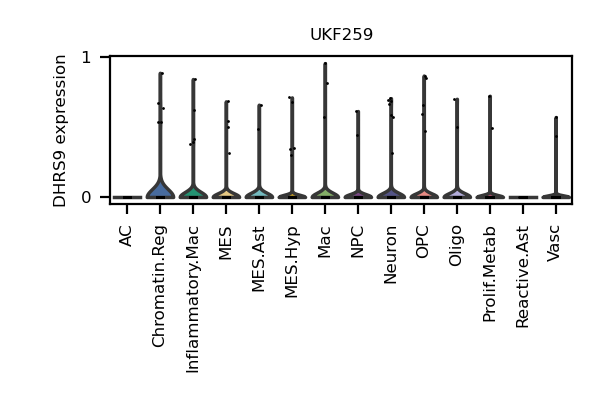 UKF259
1
0
DHRS9 expression
AC
Chromatin.Reg
Inflammatory.Mac
MES
MES.Ast
MES.Hyp
Mac
NPC
Neuron
OPC
Oligo
Prolif.Metab
Reactive.Ast
Vasc